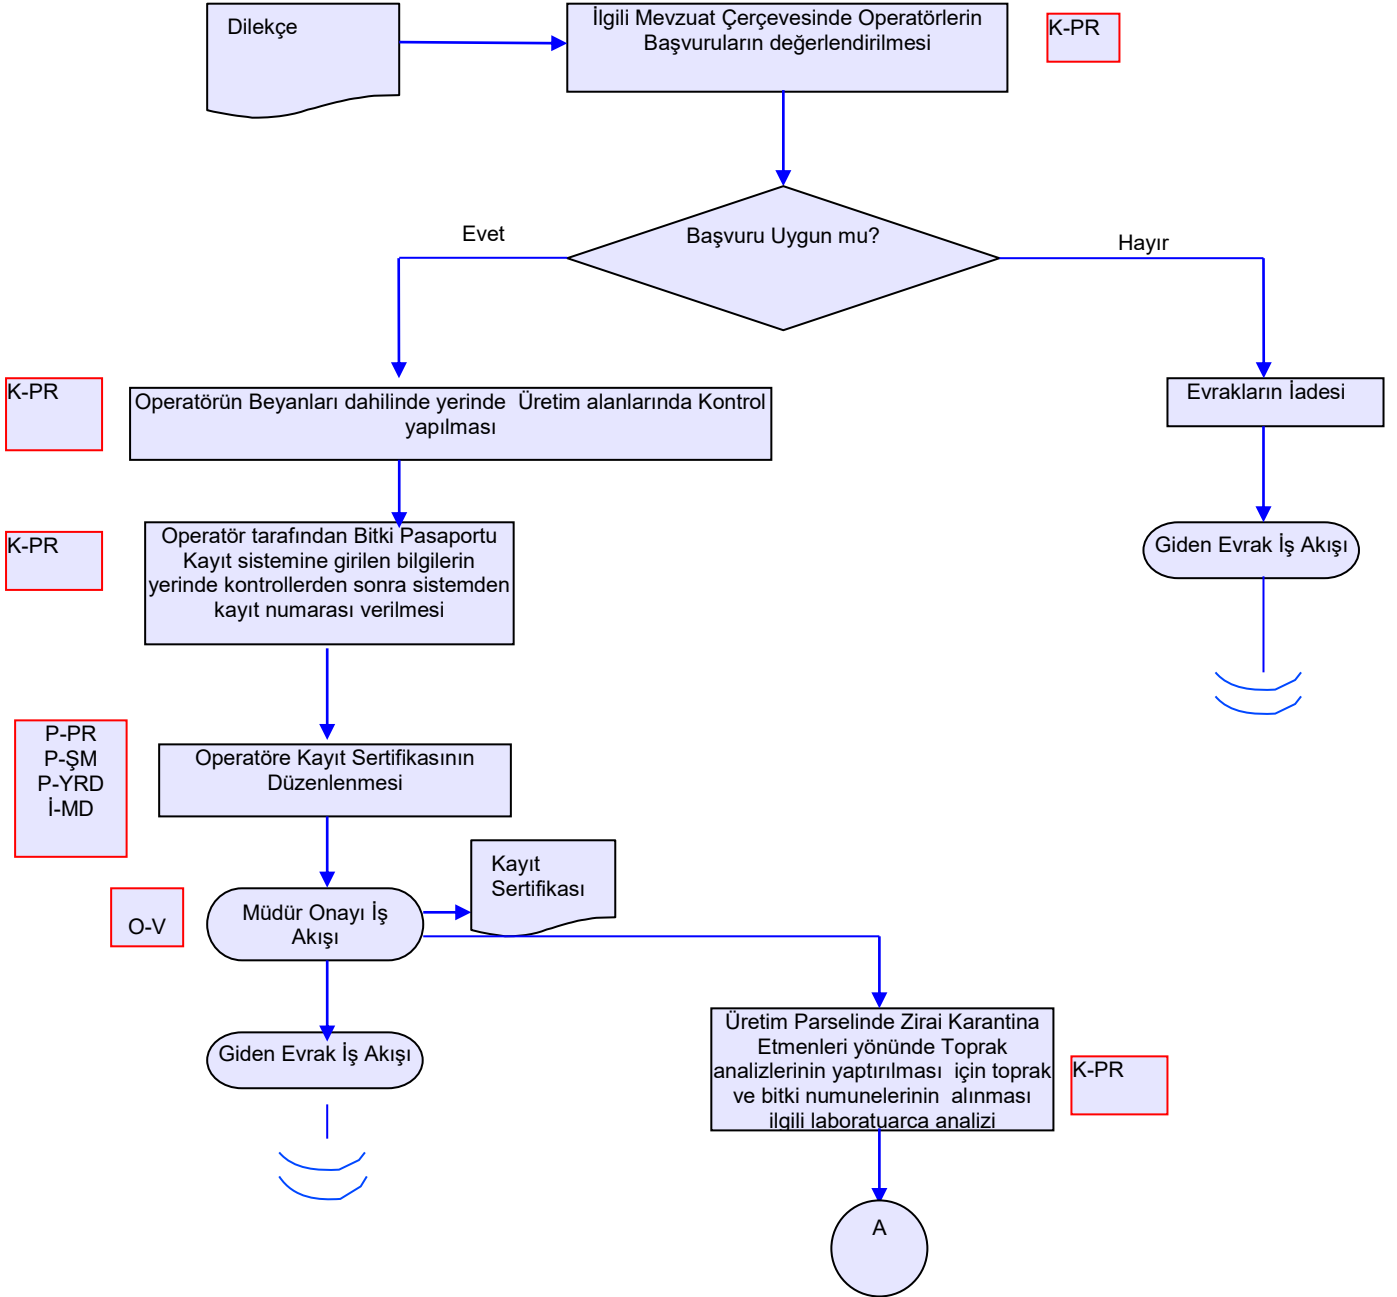 Dilekçe
İlgili Mevzuat Çerçevesinde Operatörlerin
Başvuruların değerlendirilmesi
K-PR
Başvuru Uygun mu?
Evet
Hayır
K-PR
Operatörün Beyanları dahilinde yerinde  Üretim alanlarında Kontrol
yapılması
Evrakların İadesi
K-PR
Operatör tarafından Bitki Pasaportu
Kayıt sistemine girilen bilgilerin
yerinde kontrollerden sonra sistemden
kayıt numarası verilmesi
Giden Evrak İş Akışı
P-PR
P-ŞM
P-YRD
İ-MD
Operatöre Kayıt Sertifikasının
Düzenlenmesi
Kayıt
Sertifikası
O-V
Müdür Onayı İş
Akışı
Giden Evrak İş Akışı
Üretim Parselinde Zirai Karantina
Etmenleri yönünde Toprak
analizlerinin yaptırılması  için toprak
ve bitki numunelerinin  alınması
ilgili laboratuarca analizi
K-PR
A